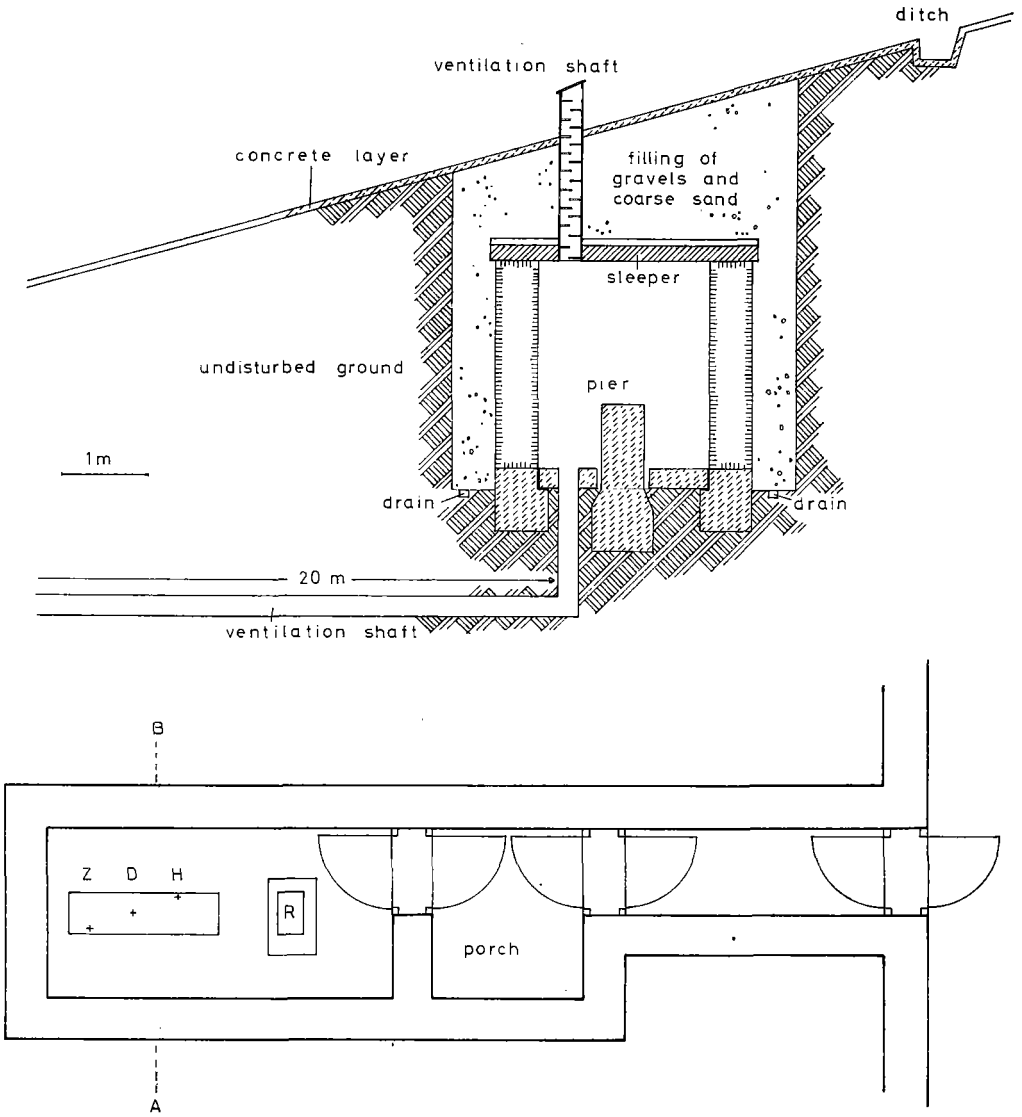 ditch
ventilation shaft
concrete layer
filling of
gravels and
coarse sand
sleeper
undisturbed ground
pier
1m
drain
drain
20 m
ventilation shaft
B
Z D H
R
porch
A